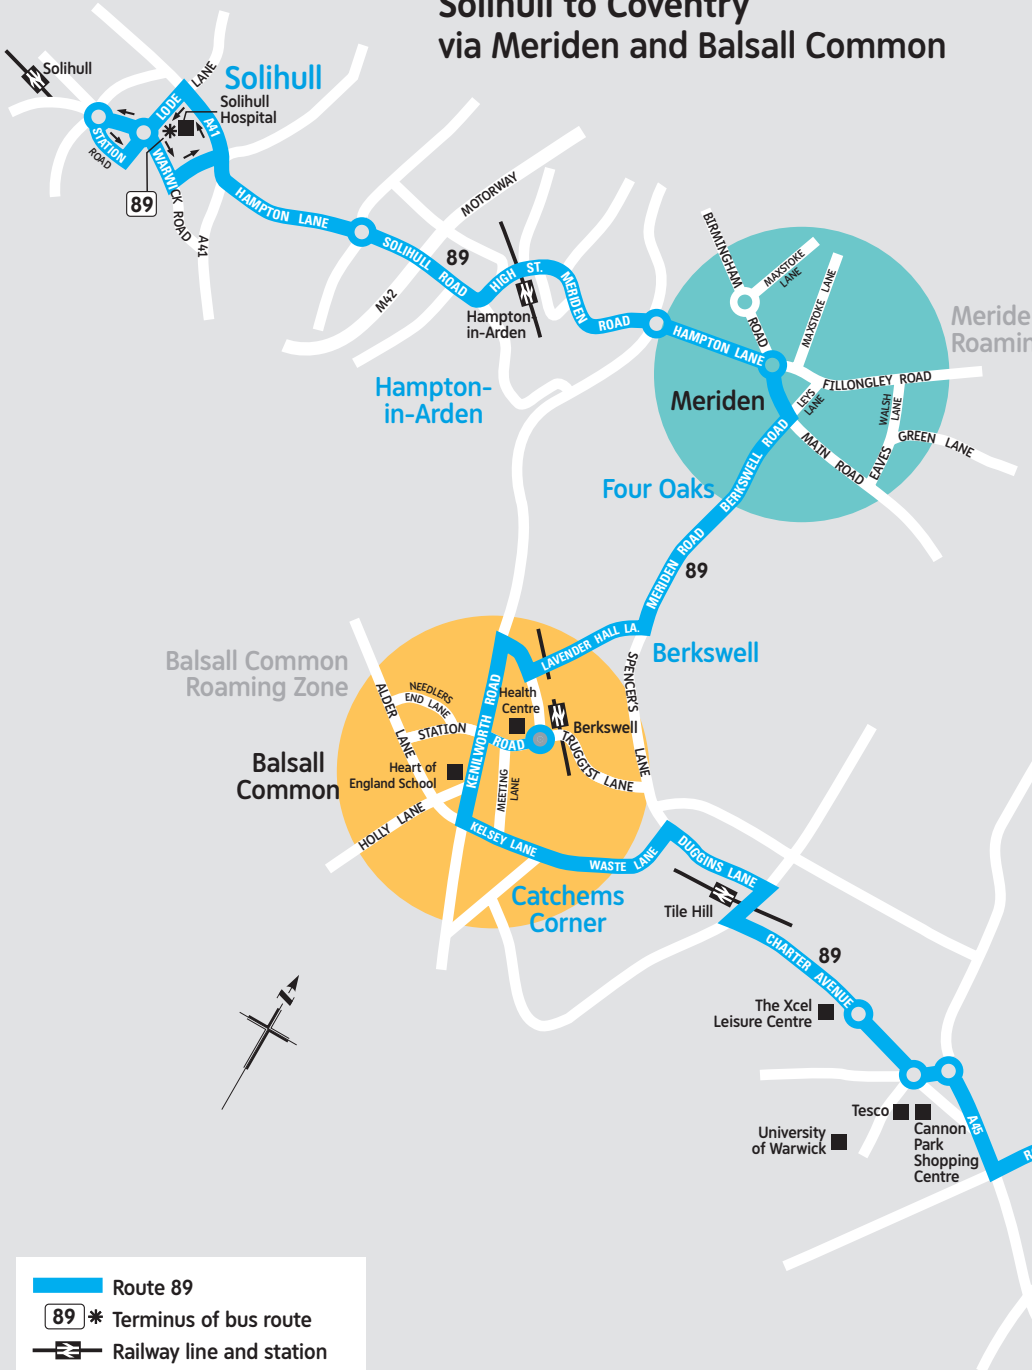 Solihull to Coventry
via Meriden and Balsall Common
Solihull
Solihull
LODE
LANE
Solihull
Hospital
A41
STATION
ROAD
WARWICK ROAD
A41
89
HAMPTON LANE
SOLIHULL ROAD
89
MOTORWAY
M42
HIGH ST.
Hampton-
in-Arden
MERIDEN
ROAD
Hampton-
in-Arden
BIRMINGHAM
ROAD
MAXSTOKE
LANE
MAXSTOKE LANE
HAMPTON LANE
Meriden
LEYS
LANE
FILLONGLEY ROAD
WALSH
LANE
EAVES
GREEN LANE
MAIN ROAD
Meride
Roamin
BERKSWELL ROAD
Four Oaks
MERIDEN ROAD
89
LAVENDER HALL LA.
Berkswell
Balsall Common
Roaming Zone
ALDER LANE
NEEDLERS
END LANE
STATION
ROAD
KENILWORTH ROAD
Health
Centre
Berkswell
TRUGGIST LANE
SPENCER'S
LANE
Balsall
Common
Heart of
England School
MEETING
LANE
HOLLY LANE
KELSEY LANE
WASTE LANE
Catchems
Corner
DUGGINS LANE
Tile Hill
CHARTER AVENUE
89
The Xcel
Leisure Centre
Tesco
Cannon
Park
Shopping
Centre
University
of Warwick
A45
N
Route 89
89 * Terminus of bus route
Railway line and station